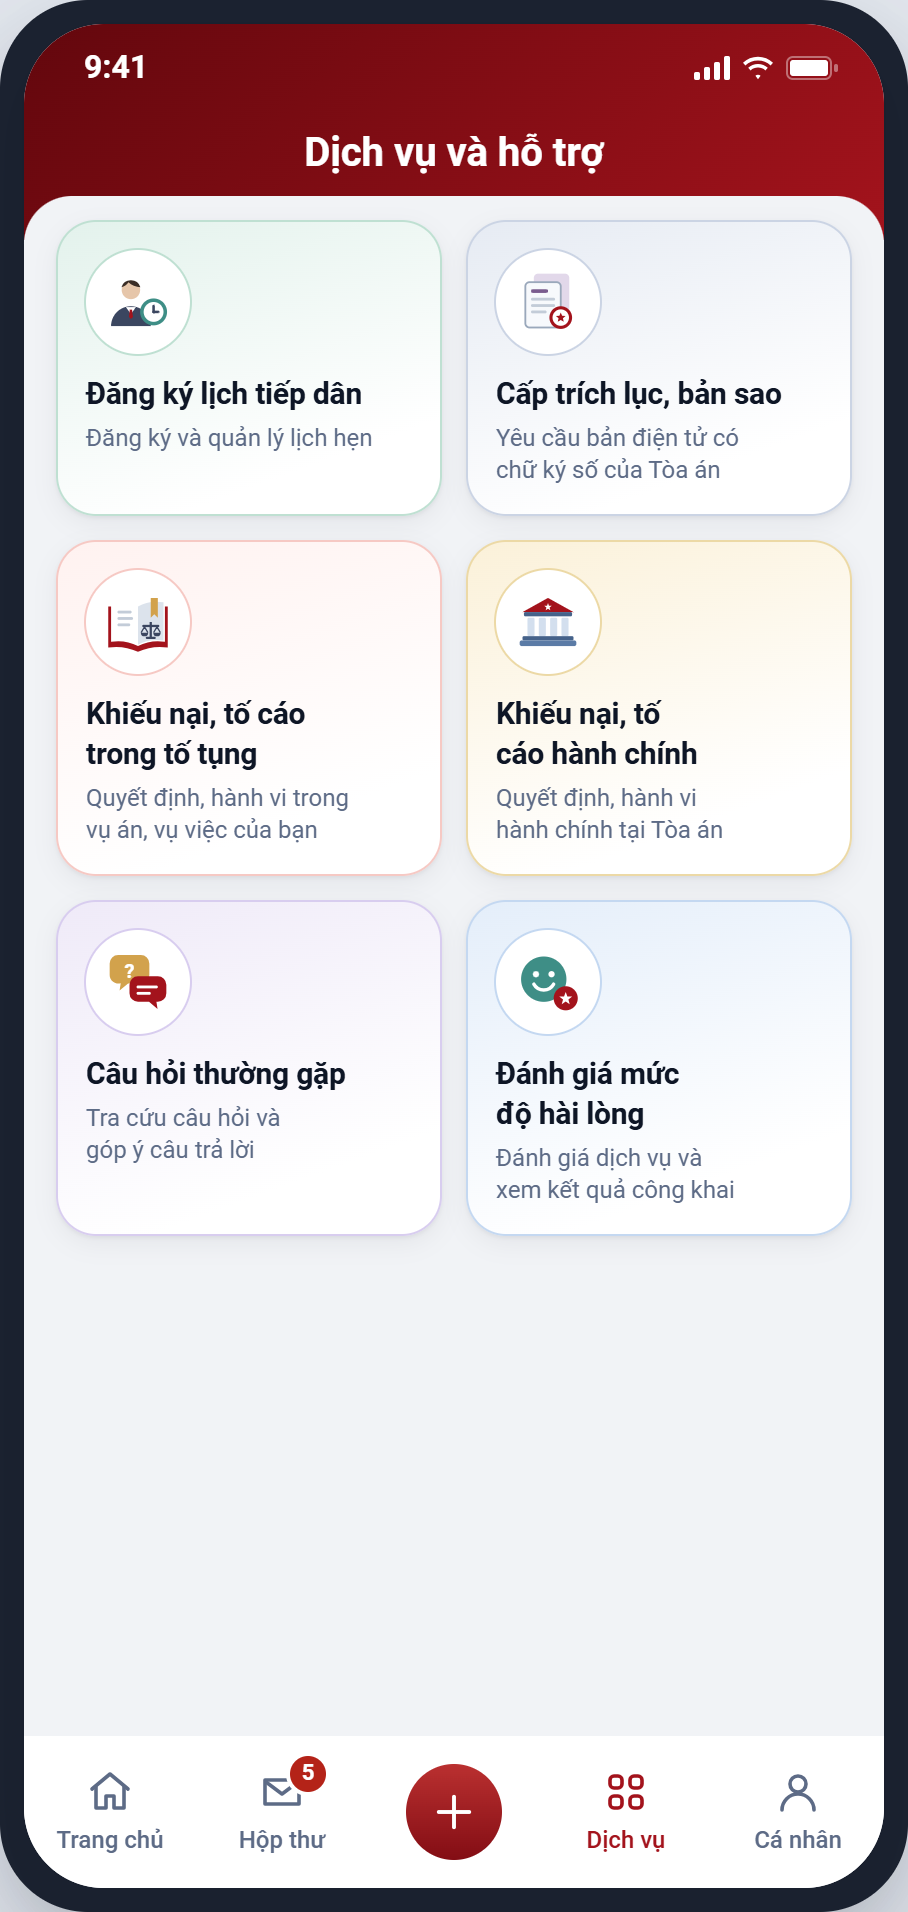 9:41
Dịch vụ và hỗ trợ
Đăng ký lịch tiếp dân
Đăng ký và quản lý lịch hẹn
Cấp trích lục, bản sao
Yêu cầu bản điện tử có
chữ ký số của Tòa án
Khiếu nại, tố cáo
trong tố tụng
Quyết định, hành vi trong
vụ án, vụ việc của bạn
Khiếu nại, tố
cáo hành chính
Quyết định, hành vi
hành chính tại Tòa án
?
Câu hỏi thường gặp
Tra cứu câu hỏi và
góp ý câu trả lời
Đánh giá mức
độ hài lòng
Đánh giá dịch vụ và
xem kết quả công khai
Trang chủ
5
Hộp thư
Dịch vụ
Cá nhân